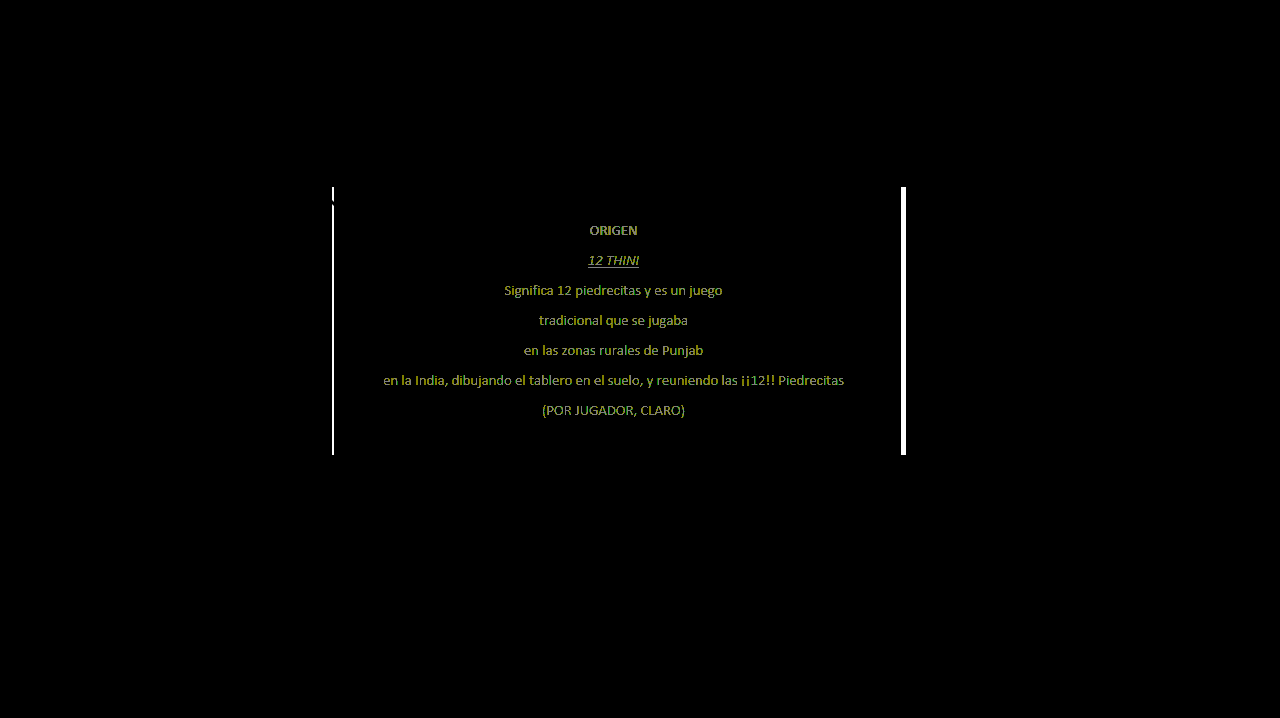 ORIGEN
12 THINI
Significa 12 piedrecitas y es un juego
tradicional que se jugaba
en las zonas rurales de Punjab
en la India, dibujando el tablero en el suelo, y reuniendo las ¡¡12!! Piedrecitas
(POR JUGADOR, CLARO)